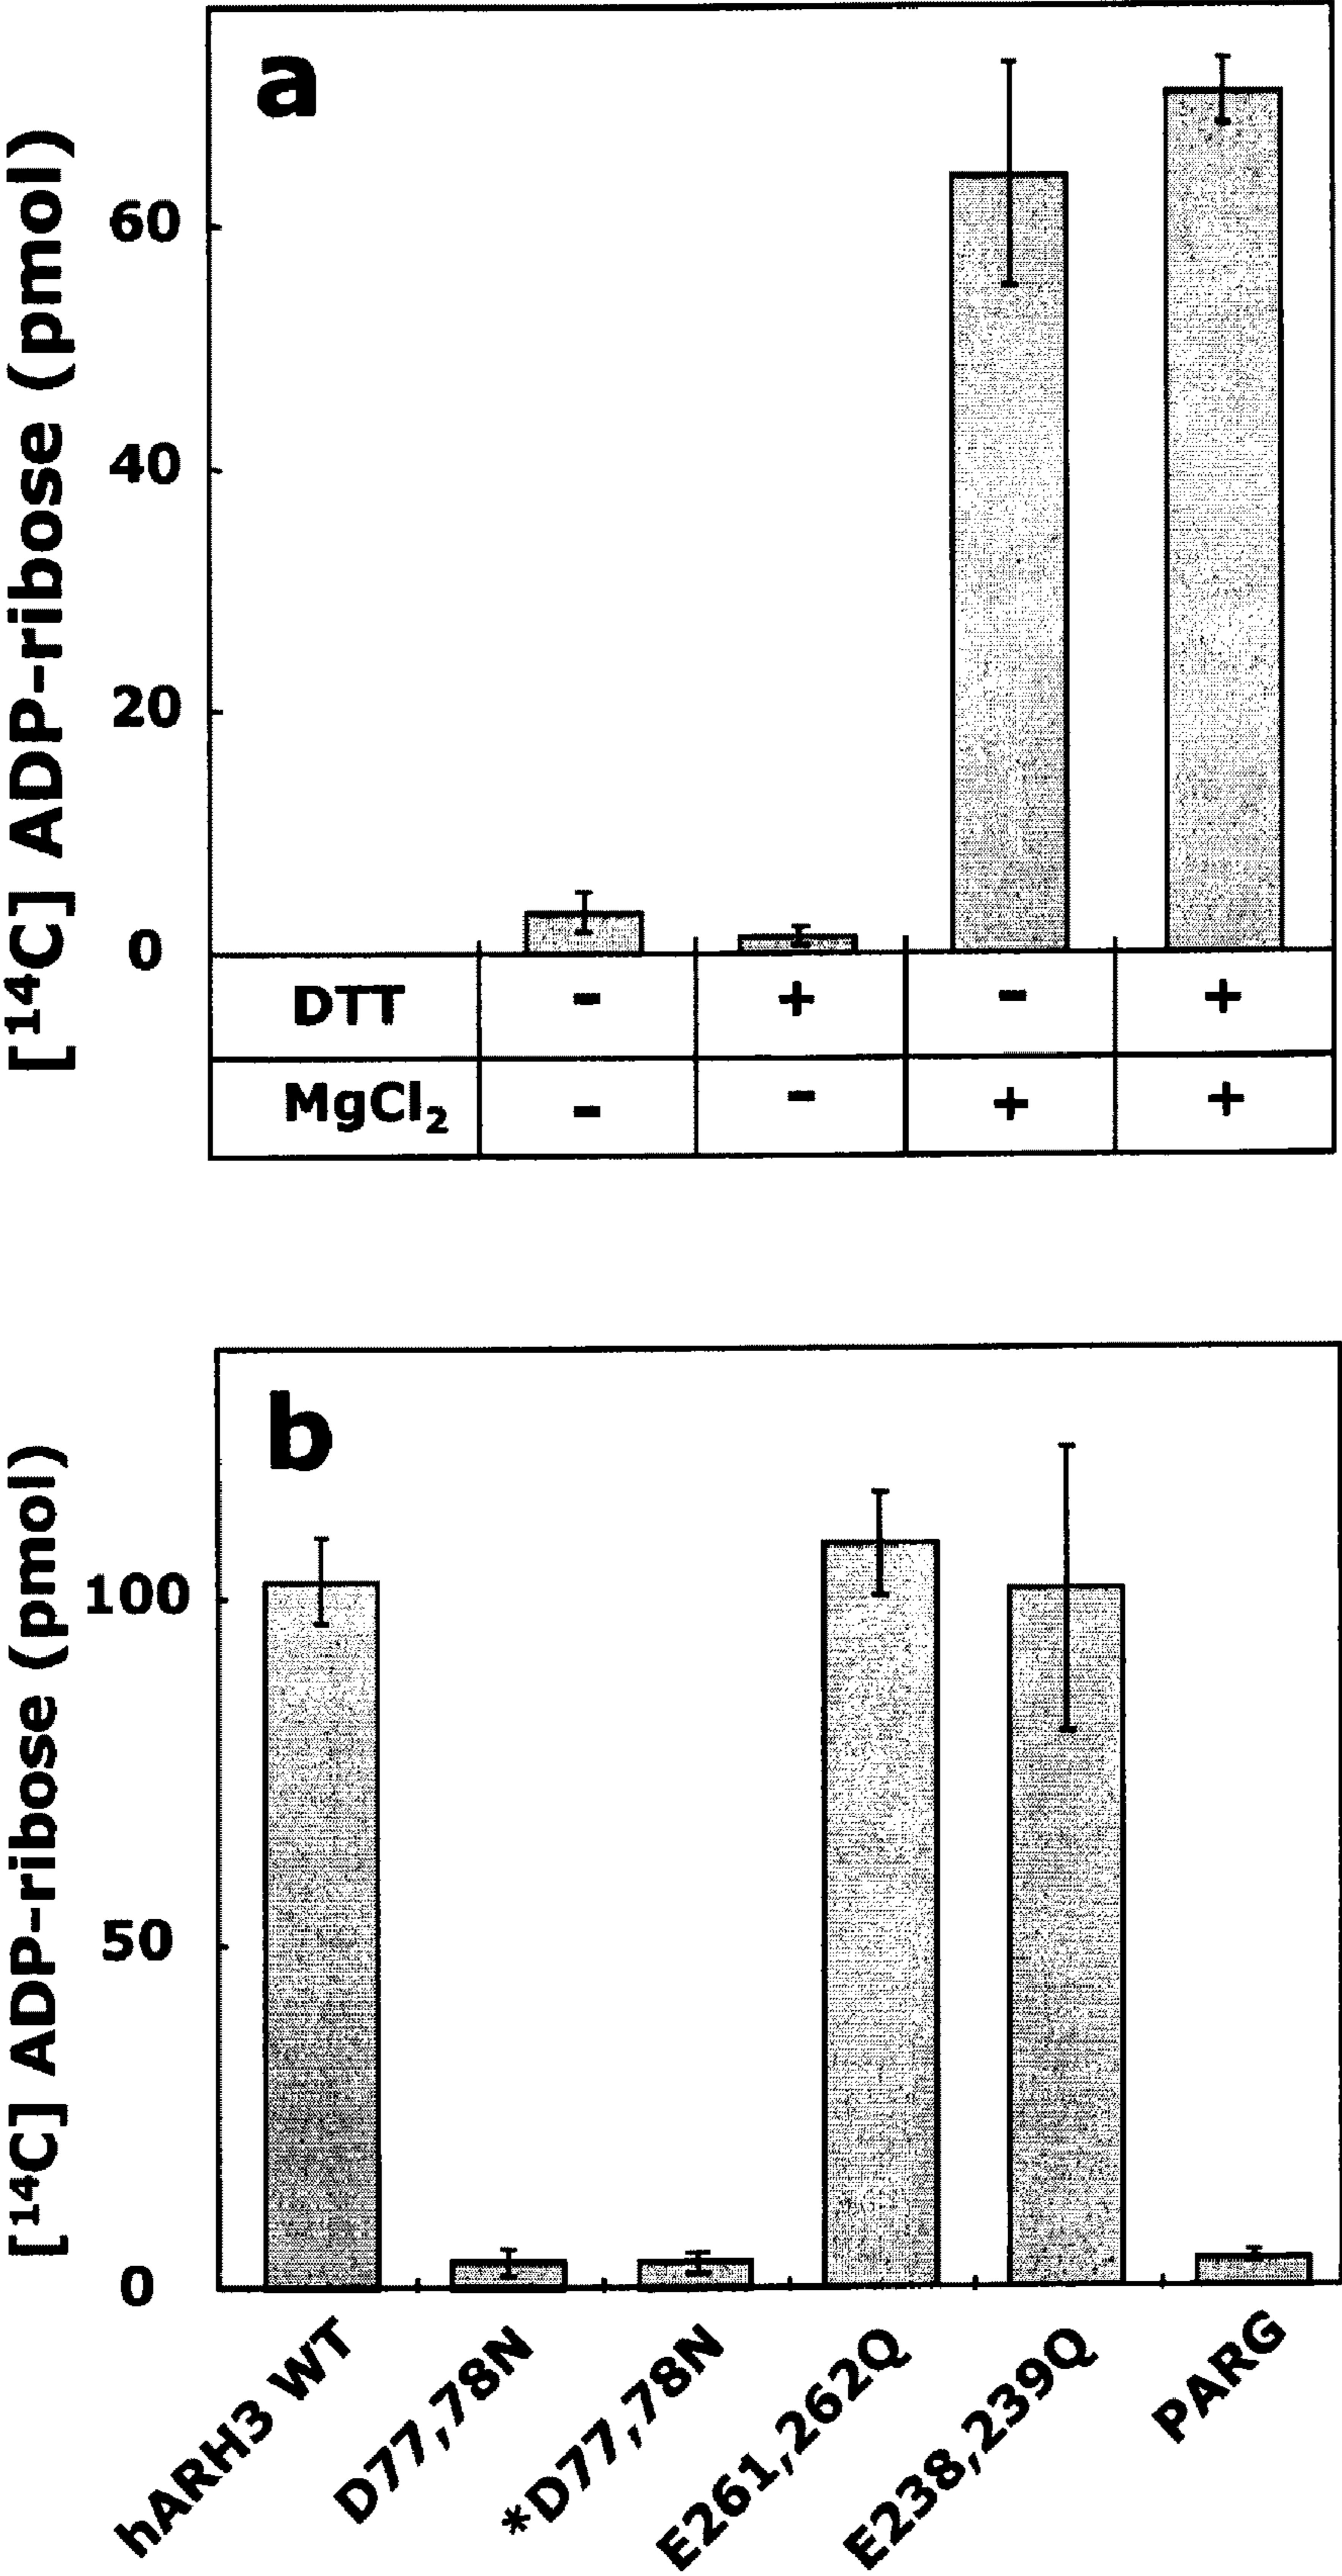 a
[¹⁴C] ADP-ribose (pmol)
60
40
20
0
DTT - + - +
MgCl₂ - - + +
b
[¹⁴C] ADP-ribose (pmol)
100
50
0
hARH3 WT
D77,78N
*D77,78N
E261,262Q
E238,239Q
PARG